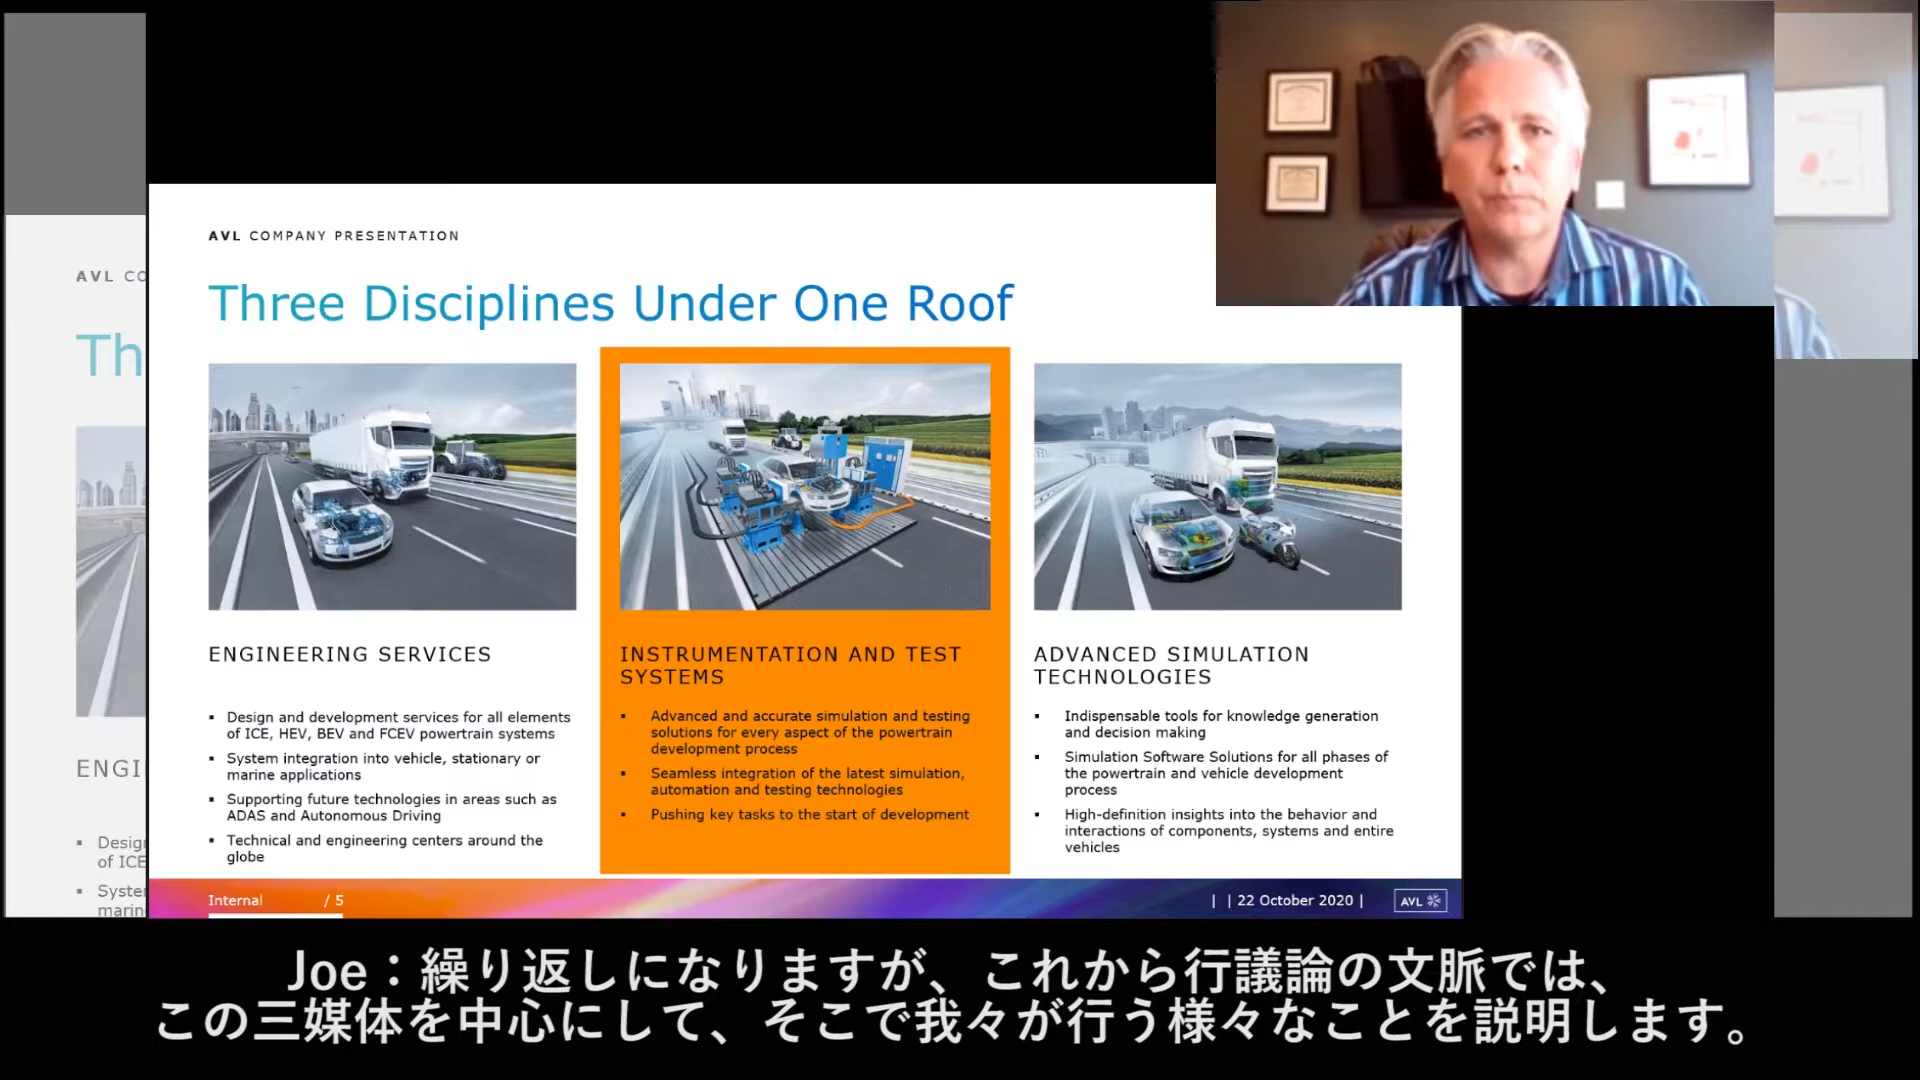 AVL COMPANY PRESENTATION
Three Disciplines Under One Roof
ENGINEERING SERVICES
▪ Design and development services for all elements
of ICE, HEV, BEV and FCEV powertrain systems
▪ System integration into vehicle, stationary or
marine applications
▪ Supporting future technologies in areas such as
ADAS and Autonomous Driving
▪ Technical and engineering centers around the
globe
INSTRUMENTATION AND TEST
SYSTEMS
▪ Advanced and accurate simulation and testing
solutions for every aspect of the powertrain
development process
▪ Seamless integration of the latest simulation,
automation and testing technologies
▪ Pushing key tasks to the start of development
ADVANCED SIMULATION
TECHNOLOGIES
▪ Indispensable tools for knowledge generation
and decision making
▪ Simulation Software Solutions for all phases of
the powertrain and vehicle development
process
▪ High-definition insights into the behavior and
interactions of components, systems and entire
vehicles
Internal / 5
| | 22 October 2020 |
AVL
AVL CO
Th
ENGI
▪ Desig
of ICE
▪ Syste
marin
Joe：繰り返しになりますが、これから行議論の文脈では、
この三媒体を中心にして、そこで我々が行う様々なことを説明します。